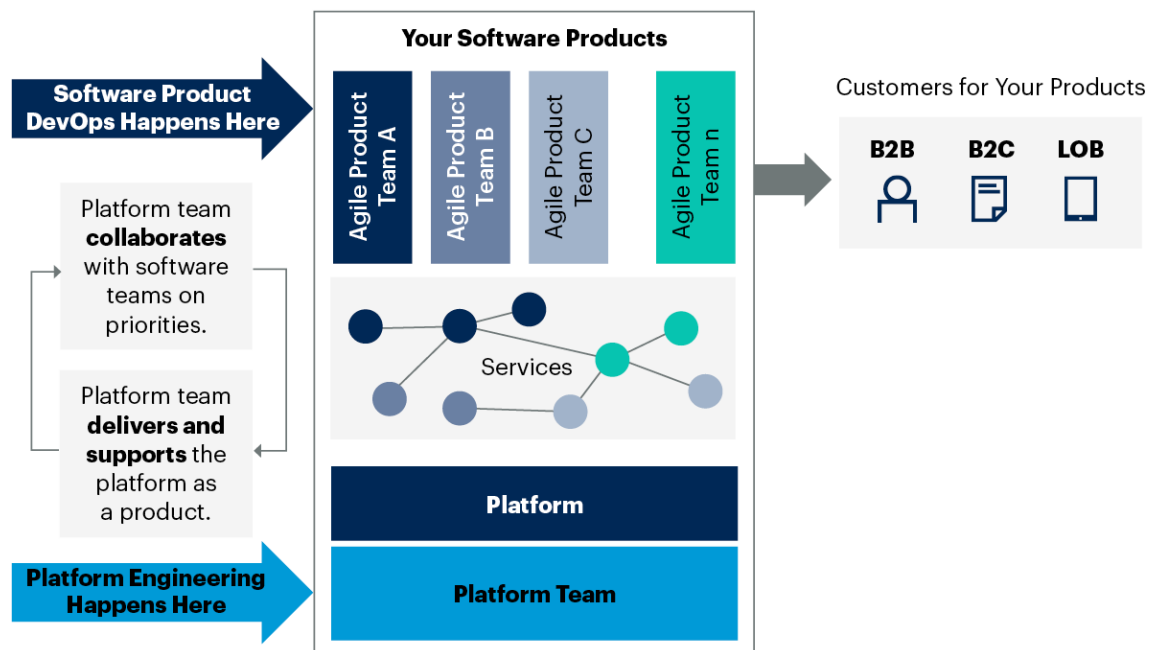 Your Software Products
Software Product
DevOps Happens Here
Agile Product
Team A
Agile Product
Team B
Agile Product
Team C
Agile Product
Team n
Customers for Your Products
B2B
B2C
LOB
Platform team
collaborates
with software
teams on
priorities.
Services
Platform team
delivers and
supports the
platform as
a product.
Platform
Platform Engineering
Happens Here
Platform Team